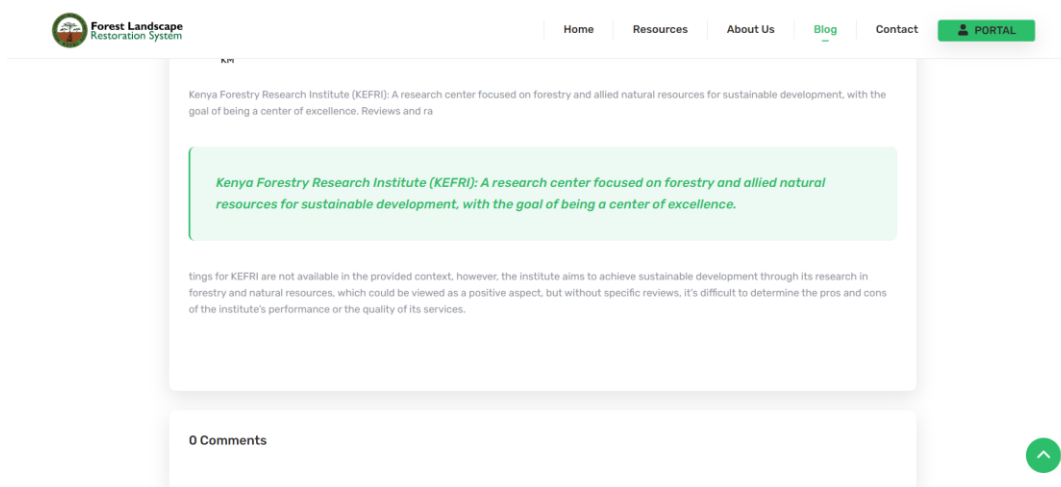 Forest Landscape
Restoration System
Home
Resources
About Us
Blog
Contact
PORTAL
KM
Kenya Forestry Research Institute (KEFRI): A research center focused on forestry and allied natural resources for sustainable development, with the
goal of being a center of excellence. Reviews and ra
Kenya Forestry Research Institute (KEFRI): A research center focused on forestry and allied natural
resources for sustainable development, with the goal of being a center of excellence.
tings for KEFRI are not available in the provided context, however, the institute aims to achieve sustainable development through its research in
forestry and natural resources, which could be viewed as a positive aspect, but without specific reviews, it's difficult to determine the pros and cons
of the institute's performance or the quality of its services.
0 Comments